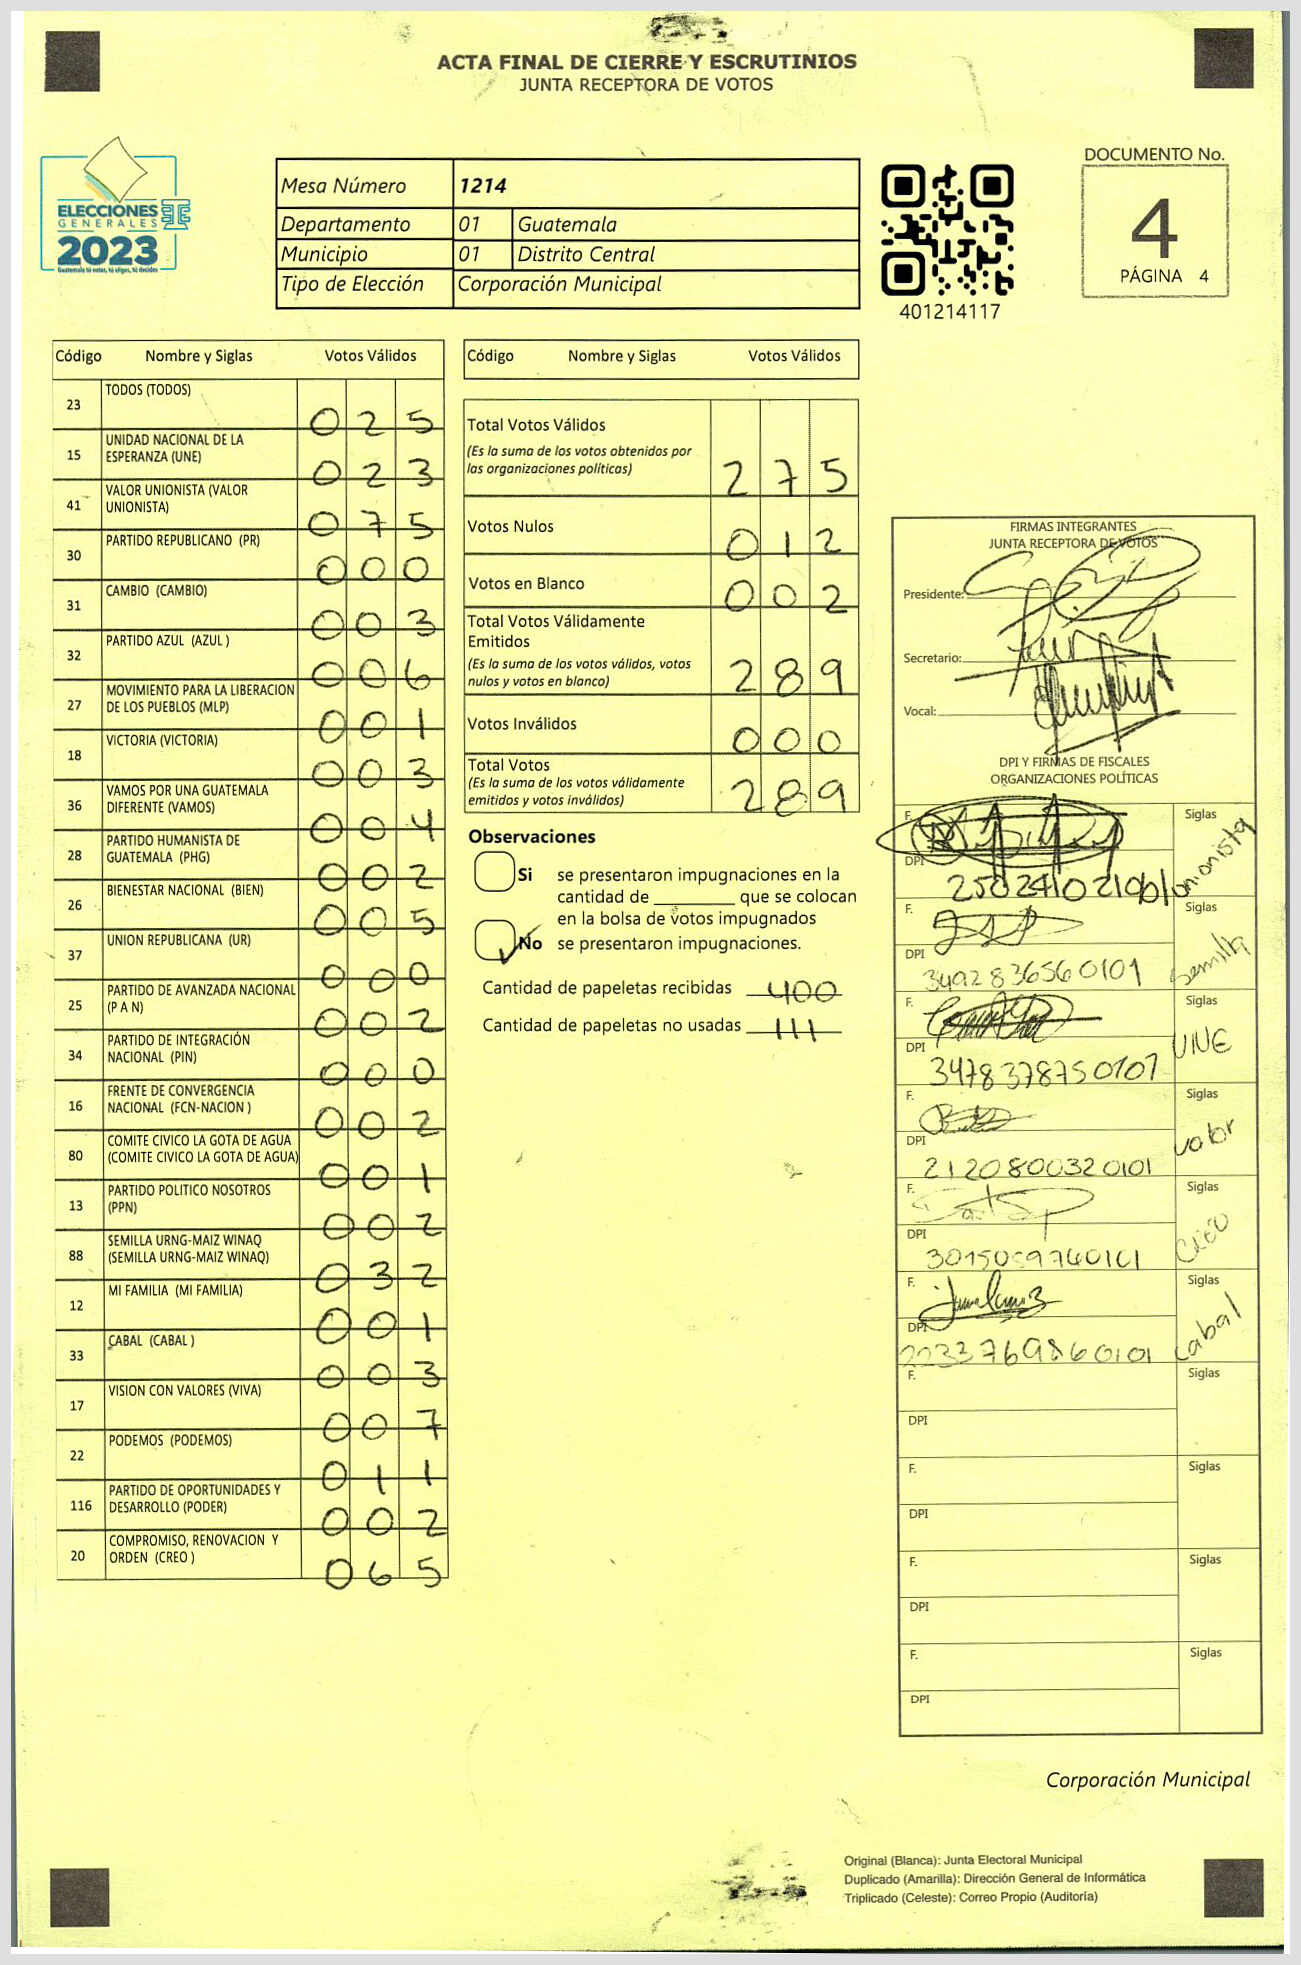 ACTA FINAL DE CIERRE Y ESCRUTINIOS
JUNTA RECEPTORA DE VOTOS
ELECCIONES
GENERALES
2023
Guatemala tú votas, tú eliges, tú decides
Mesa Número 1214
Departamento 01 Guatemala
Municipio 01 Distrito Central
Tipo de Elección Corporación Municipal
401214117
DOCUMENTO No.
4
PÁGINA 4
Código Nombre y Siglas Votos Válidos
23 TODOS (TODOS) 025
15 UNIDAD NACIONAL DE LA
ESPERANZA (UNE) 023
41 VALOR UNIONISTA (VALOR
UNIONISTA) 075
30 PARTIDO REPUBLICANO (PR) 000
31 CAMBIO (CAMBIO) 003
32 PARTIDO AZUL (AZUL ) 006
27 MOVIMIENTO PARA LA LIBERACION
DE LOS PUEBLOS (MLP) 001
18 VICTORIA (VICTORIA) 003
36 VAMOS POR UNA GUATEMALA
DIFERENTE (VAMOS) 004
28 PARTIDO HUMANISTA DE
GUATEMALA (PHG) 002
26 BIENESTAR NACIONAL (BIEN) 005
37 UNION REPUBLICANA (UR) 000
25 PARTIDO DE AVANZADA NACIONAL
(P A N) 002
34 PARTIDO DE INTEGRACIÓN
NACIONAL (PIN) 000
16 FRENTE DE CONVERGENCIA
NACIONAL (FCN-NACION ) 002
80 COMITE CIVICO LA GOTA DE AGUA
(COMITE CIVICO LA GOTA DE AGUA) 001
13 PARTIDO POLITICO NOSOTROS
(PPN) 002
88 SEMILLA URNG-MAIZ WINAQ
(SEMILLA URNG-MAIZ WINAQ) 032
12 MI FAMILIA (MI FAMILIA) 001
33 CABAL (CABAL ) 003
17 VISION CON VALORES (VIVA) 007
22 PODEMOS (PODEMOS) 011
116 PARTIDO DE OPORTUNIDADES Y
DESARROLLO (PODER) 002
20 COMPROMISO, RENOVACION Y
ORDEN (CREO ) 065
Código Nombre y Siglas Votos Válidos
Total Votos Válidos
(Es la suma de los votos obtenidos por
las organizaciones políticas) 275
Votos Nulos 012
Votos en Blanco 002
Total Votos Válidamente
Emitidos
(Es la suma de los votos válidos, votos
nulos y votos en blanco) 289
Votos Inválidos 000
Total Votos
(Es la suma de los votos válidamente
emitidos y votos inválidos) 289
Observaciones
Si se presentaron impugnaciones en la
cantidad de ________ que se colocan
en la bolsa de votos impugnados
No se presentaron impugnaciones.
Cantidad de papeletas recibidas 400
Cantidad de papeletas no usadas 111
FIRMAS INTEGRANTES
JUNTA RECEPTORA DE VOTOS
Presidente:
Secretario:
Vocal:
DPI Y FIRMAS DE FISCALES
ORGANIZACIONES POLÍTICAS
F. Siglas
DPI Unionista
F. Siglas
DPI 3492836560101 Semilla
F. Siglas
DPI 3478378750101 UNE
F. Siglas
DPI 2120800320101 Valor
F. Siglas
DPI CREO
F. Siglas
DPI 2233769860101 Cabal
F. Siglas
DPI
F. Siglas
DPI
F. Siglas
DPI
F. Siglas
DPI
Corporación Municipal
Original (Blanca): Junta Electoral Municipal
Duplicado (Amarilla): Dirección General de Informática
Triplicado (Celeste): Correo Propio (Auditoría)